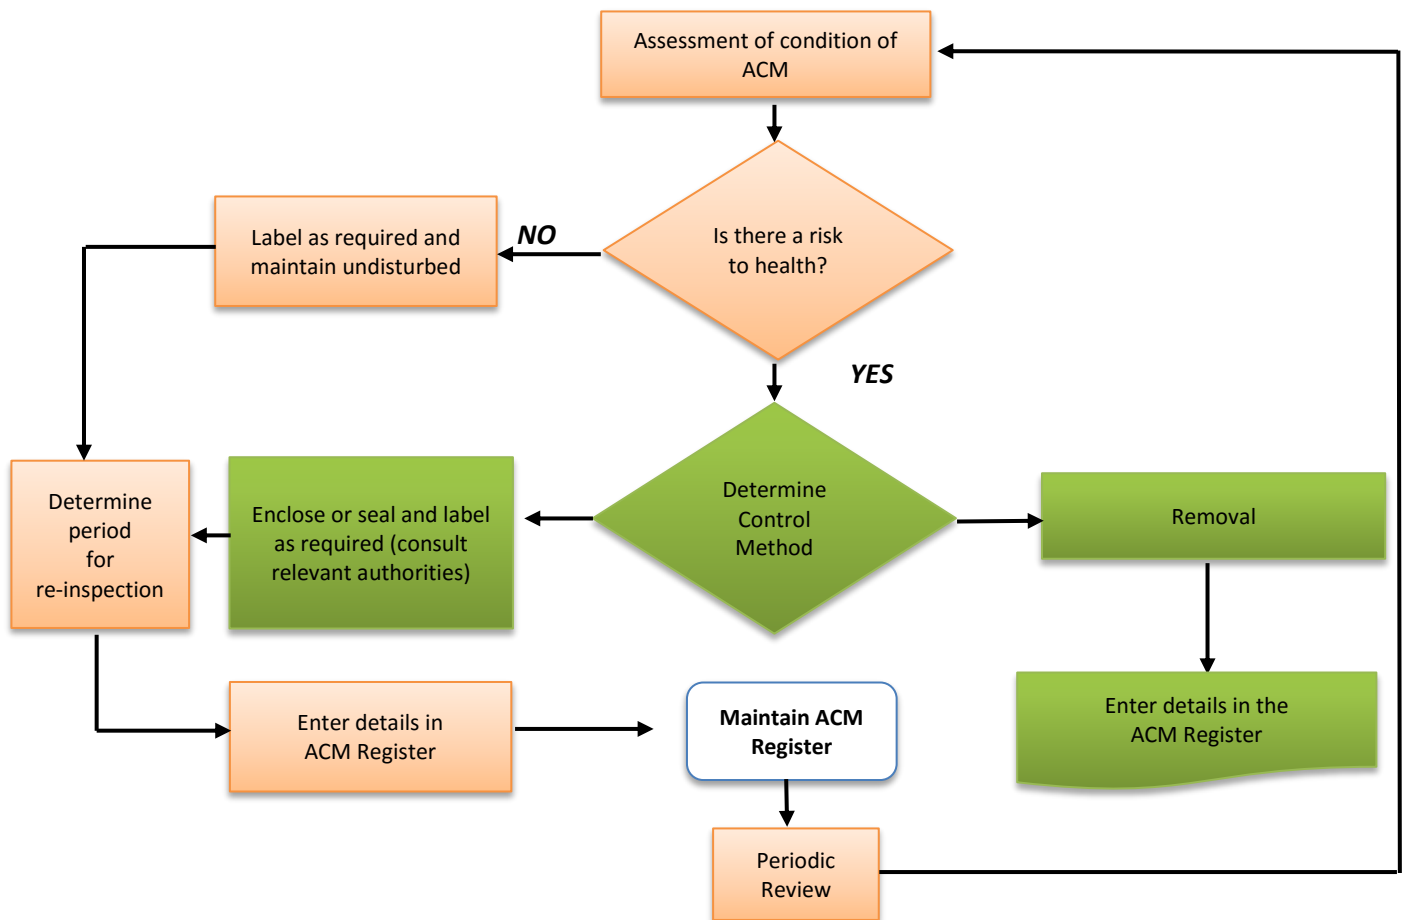 Assessment of condition of
ACM
Is there a risk
to health?
NO
Label as required and
maintain undisturbed
YES
Determine
Control
Method
Enclose or seal and label
as required (consult
relevant authorities)
Determine
period
for
re-inspection
Removal
Enter details in
ACM Register
Maintain ACM
Register
Enter details in the
ACM Register
Periodic
Review